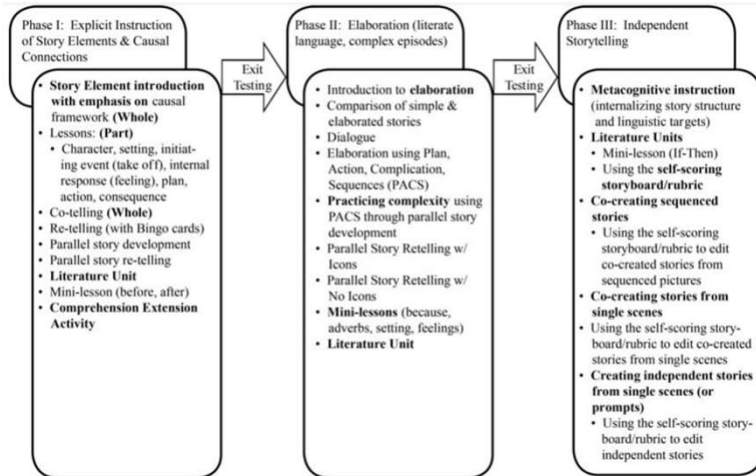 Phase I:  Explicit Instruction
of Story Elements & Causal
Connections
• Story Element introduction
with emphasis on causal
framework (Whole)
• Lessons: (Part)
• Character, setting, initiat-
ing event (take off), internal
response (feeling), plan,
action, consequence
• Co-telling (Whole)
• Re-telling (with Bingo cards)
• Parallel story development
• Parallel story re-telling
• Literature Unit
• Mini-lesson (before, after)
• Comprehension Extension
Activity
Exit
Testing
Phase II:  Elaboration (literate
language, complex episodes)
• Introduction to elaboration
• Comparison of simple &
elaborated stories
• Dialogue
• Elaboration using Plan,
Action, Complication,
Sequences (PACS)
• Practicing complexity using
PACS through parallel story
development
• Parallel Story Retelling w/
Icons
• Parallel Story Retelling w/
No Icons
• Mini-lessons (because,
adverbs, setting, feelings)
• Literature Unit
Exit
Testing
Phase III:  Independent
Storytelling
• Metacognitive instruction
(internalizing story structure
and linguistic targets)
• Literature Units
• Mini-lesson (If-Then)
• Using the self-scoring
storyboard/rubric
• Co-creating sequenced
stories
• Using the self-scoring
storyboard/rubric to edit
co-created stories from
sequenced pictures
• Co-creating stories from
single scenes
• Using the self-scoring story-
board/rubric to edit co-created
stories from single scenes
• Creating independent stories
from single scenes (or
prompts)
• Using the self-scoring story-
board/rubric to edit
independent stories